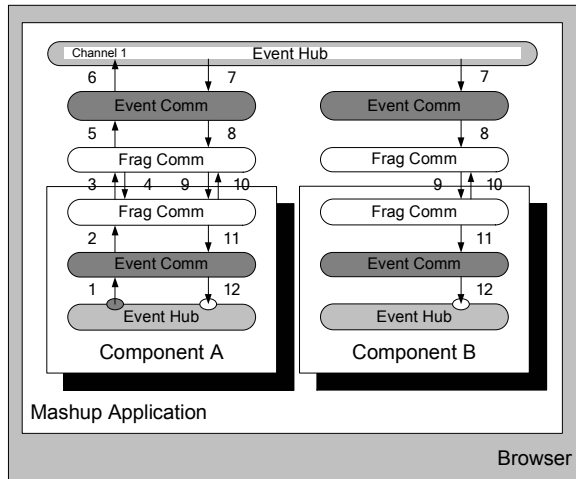 Channel 1 Event Hub
6 7 7
Event Comm Event Comm
5 8 8
Frag Comm Frag Comm
3 4 9 10 9 10
Frag Comm Frag Comm
2 11 11
Event Comm Event Comm
1 12 12
Event Hub Event Hub
Component A Component B
Mashup Application
Browser